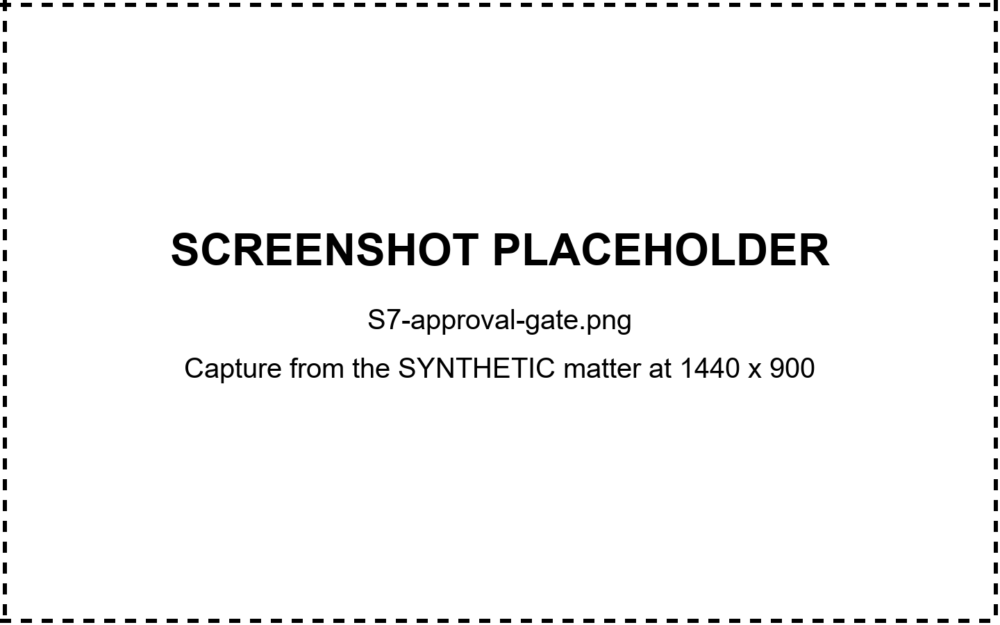 SCREENSHOT PLACEHOLDER
S7-approval-gate.png
Capture from the SYNTHETIC matter at 1440 x 900